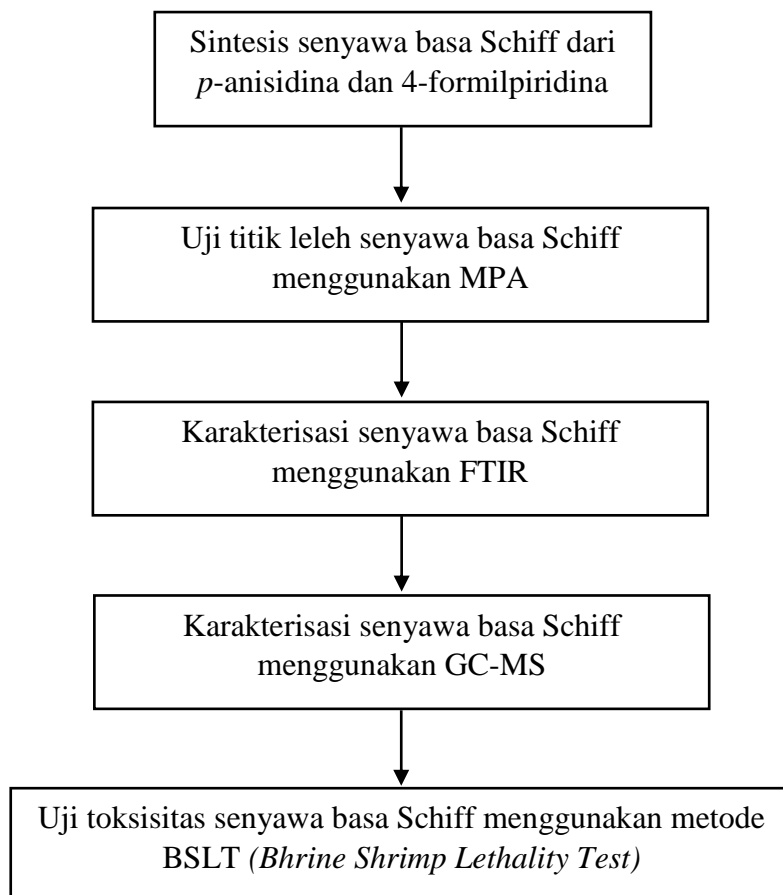 Sintesis senyawa basa Schiff dari
p-anisidina dan 4-formilpiridina
Uji titik leleh senyawa basa Schiff
menggunakan MPA
Karakterisasi senyawa basa Schiff
menggunakan FTIR
Karakterisasi senyawa basa Schiff
menggunakan GC-MS
Uji toksisitas senyawa basa Schiff menggunakan metode
BSLT (Bhrine Shrimp Lethality Test)